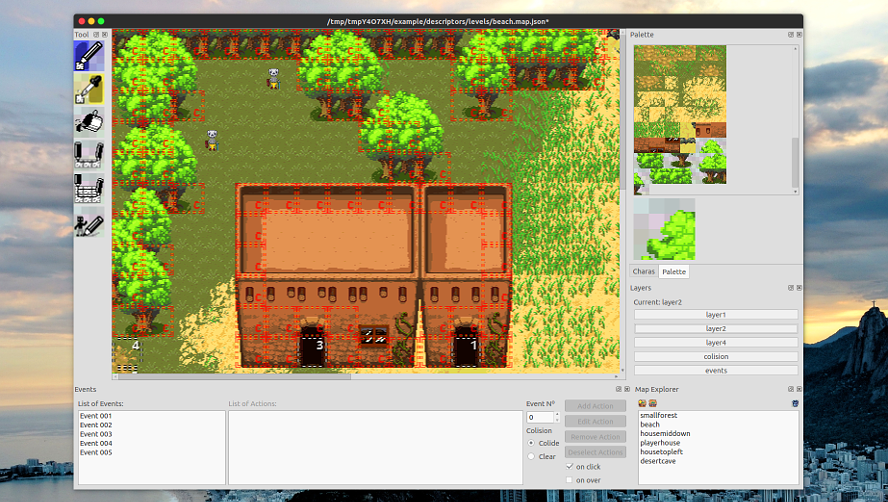 /tmp/tmpY4O7XH/example/descriptors/levels/beach.map.json*
Tool
Palette
C
4
3
1
Charas
Palette
Layers
Current: layer2
layer1
layer2
layer4
colision
events
Events
List of Events:
Event 001
Event 002
Event 003
Event 004
Event 005
List of Actions:
Event Nº
0
Colision
Colide
Clear
Add Action
Edit Action
Remove Action
Deselect Actions
on click
on over
Map Explorer
smallforest
beach
housemiddown
playerhouse
housetopleft
desertcave